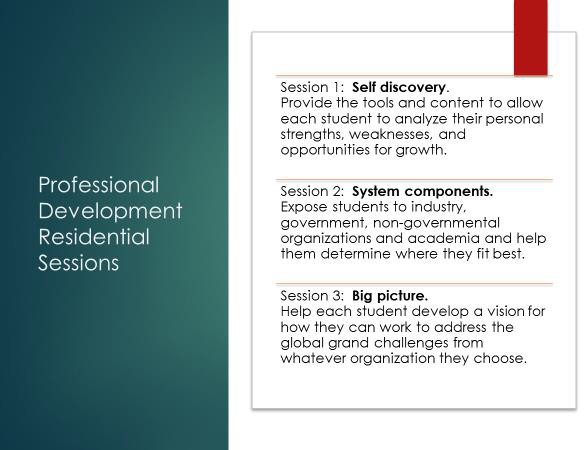 Professional
Development
Residential
Sessions
Session 1: Self discovery.
Provide the tools and content to allow
each student to analyze their personal
strengths, weaknesses, and
opportunities for growth.
Session 2: System components.
Expose students to industry,
government, non-governmental
organizations and academia and help
them determine where they fit best.
Session 3: Big picture.
Help each student develop a vision for
how they can work to address the
global grand challenges from
whatever organization they choose.